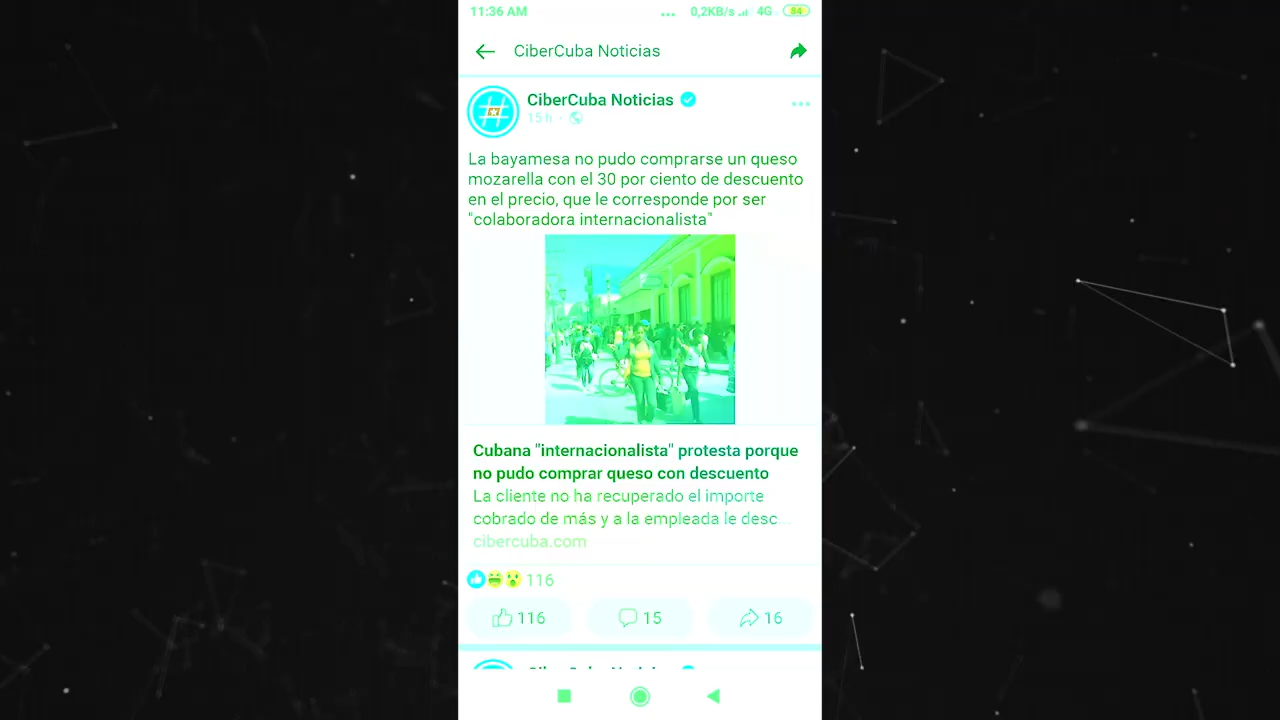 11:36 AM
... 0,2KB/s 4G 84
CiberCuba Noticias
CiberCuba Noticias
15 h ·
La bayamesa no pudo comprarse un queso
mozarella con el 30 por ciento de descuento
en el precio, que le corresponde por ser
"colaboradora internacionalista"
Cubana "internacionalista" protesta porque
no pudo comprar queso con descuento
La cliente no ha recuperado el importe
cobrado de más y a la empleada le desc...
cibercuba.com
116
116
15
16